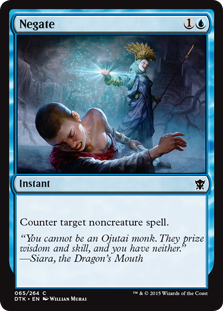 Negate 1
Instant
Counter target noncreature spell.
"You cannot be an Ojutai monk. They prize
wisdom and skill, and you have neither."
—Siara, the Dragon's Mouth
065/264 C
DTK • EN Willian Murai
™ & © 2015 Wizards of the Coast